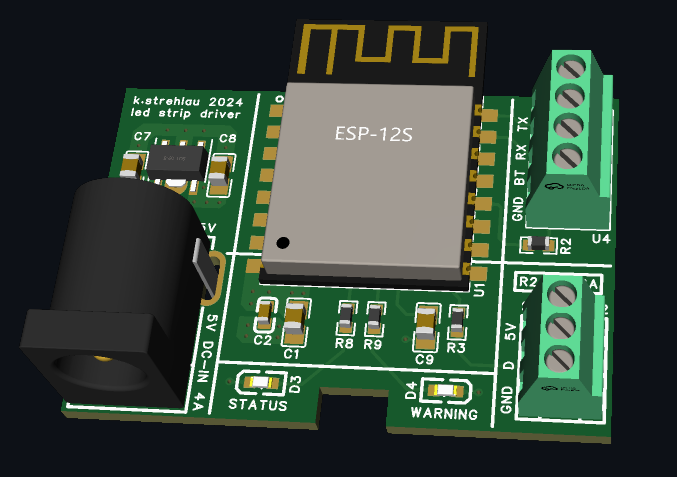 k.strehlau 2024
led strip driver
C7
C8
ESP-12S
TX
RX
BT
GND
U4
R2
5V
U1
C2
C1
R8
R9
C9
R3
5V DC-IN 4A
D3
STATUS
D4
WARNING
5V
D
GND